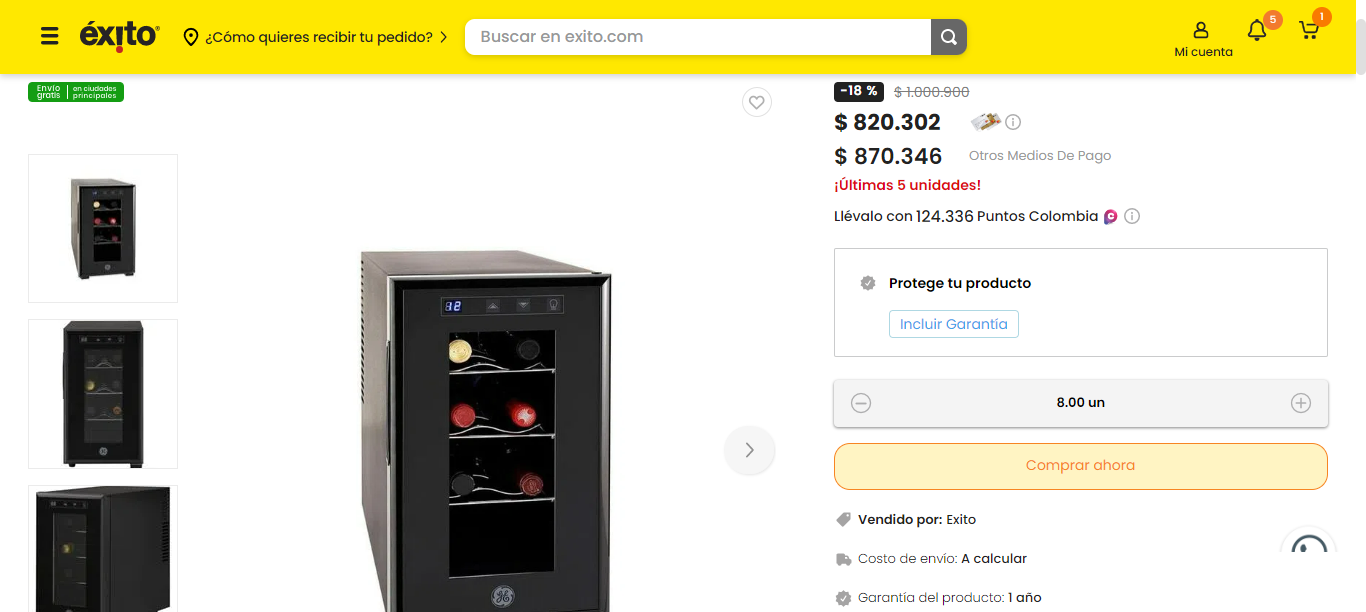 éxito
¿Cómo quieres recibir tu pedido?
Buscar en exito.com
Mi cuenta
5
1
Envío gratis
en ciudades principales
-18 %
$ 1.000.900
$ 820.302
$ 870.346
Otros Medios De Pago
¡Últimas 5 unidades!
Llévalo con 124.336 Puntos Colombia
Protege tu producto
Incluir Garantía
8.00 un
Comprar ahora
Vendido por: Exito
Costo de envío: A calcular
Garantía del producto: 1 año
12
GE